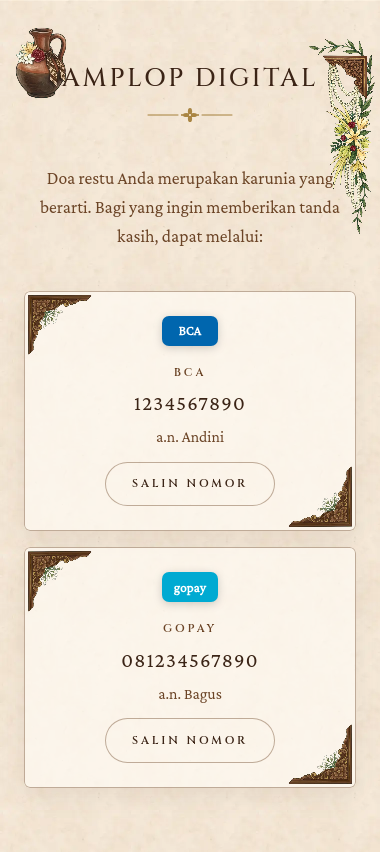 AMPLOP DIGITAL
Doa restu Anda merupakan karunia yang
berarti. Bagi yang ingin memberikan tanda
kasih, dapat melalui:
BCA
BCA
1234567890
a.n. Andini
SALIN NOMOR
gopay
GOPAY
081234567890
a.n. Bagus
SALIN NOMOR